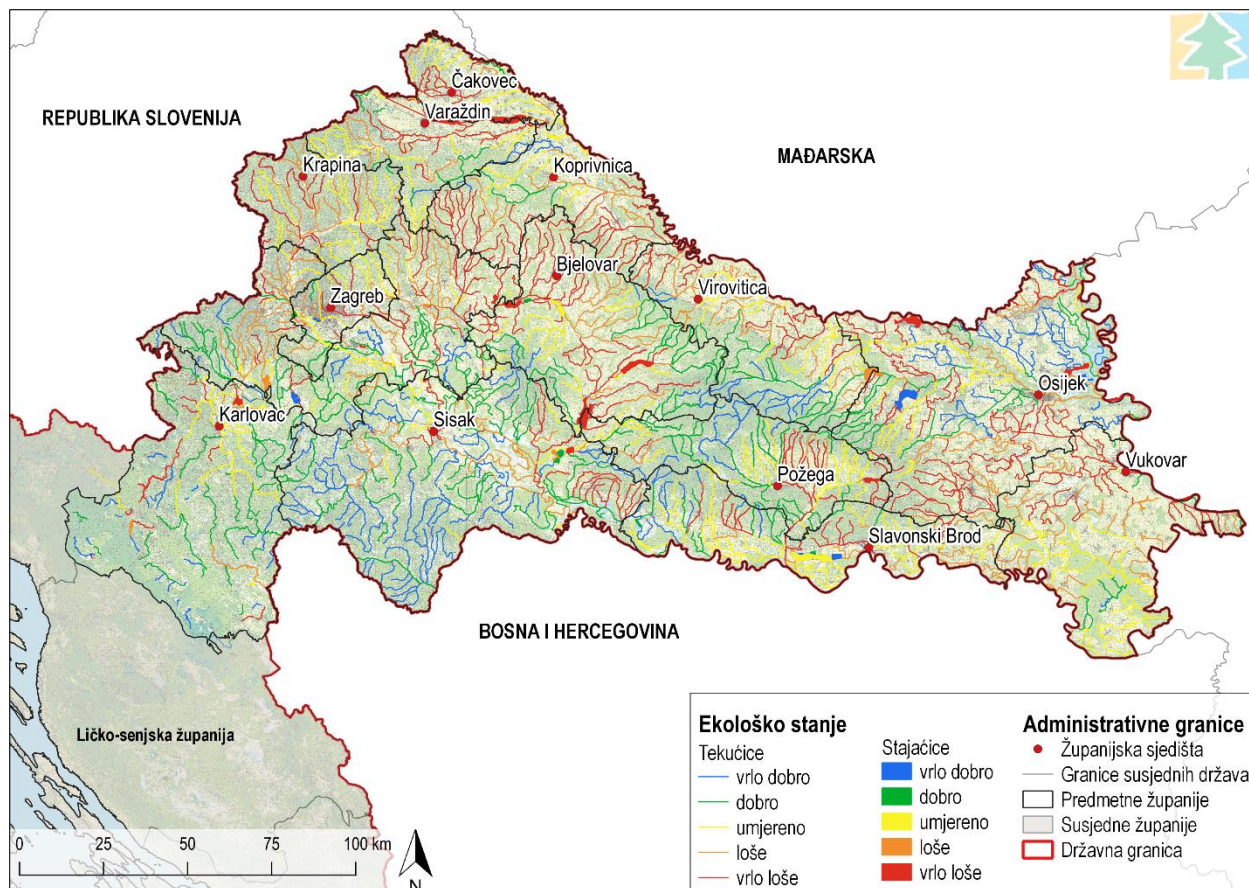 REPUBLIKA SLOVENIJA
MAĐARSKA
BOSNA I HERCEGOVINA
Ličko-senjska županija
Čakovec
Varaždin
Krapina
Koprivnica
Bjelovar
Virovitica
Zagreb
Osijek
Karlovac
Sisak
Vukovar
Požega
Slavonski Brod
0 25 50 75 100 km
N
Ekološko stanje
Tekućice
vrlo dobro
dobro
umjereno
loše
vrlo loše
Stajaćice
vrlo dobro
dobro
umjereno
loše
vrlo loše
Administrativne granice
Županijska sjedišta
Granice susjednih država
Predmetne županije
Susjedne županije
Državna granica